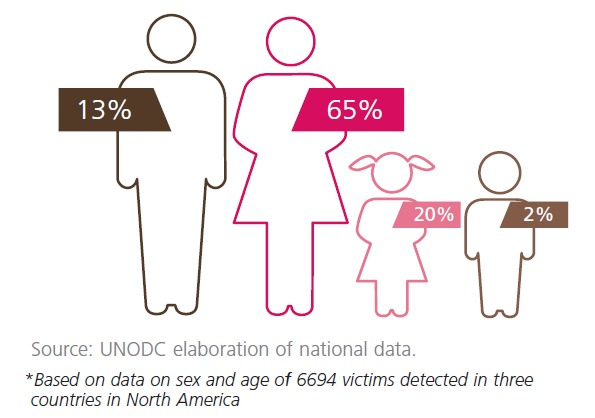 13%
65%
20%
2%
Source: UNODC elaboration of national data.
*Based on data on sex and age of 6694 victims detected in three
countries in North America